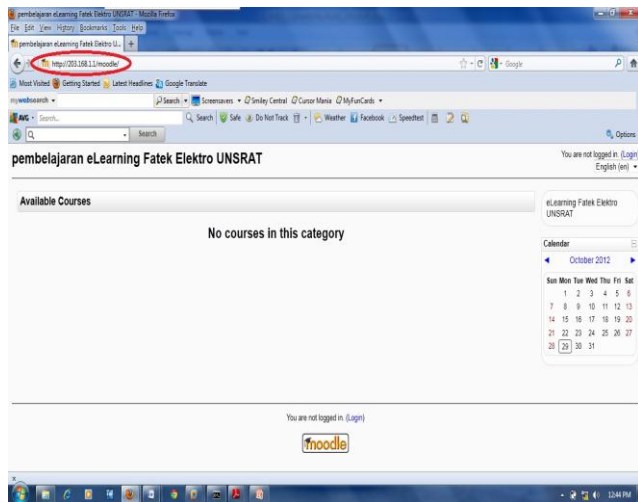 pembelajaran eLearning Fatek Elektro UNSRAT - Mozilla Firefox
File Edit View History Bookmarks Tools Help
pembelajaran eLearning Fatek Elektro U...
http://203.168.1.1/moodle/
Google
Most Visited Getting Started Latest Headlines Google Translate
mywebsearch Search Screensavers Smiley Central Cursor Mania MyFunCards
AVG Search... Search Safe Do Not Track Weather Facebook Speedtest
Search Options
pembelajaran eLearning Fatek Elektro UNSRAT
You are not logged in. (Login
English (en)
Available Courses
No courses in this category
eLearning Fatek Elektro
UNSRAT
Calendar
October 2012
Sun Mon Tue Wed Thu Fri Sat
1 2 3 4 5 6
7 8 9 10 11 12 13
14 15 16 17 18 19 20
21 22 23 24 25 26 27
28 29 30 31
You are not logged in. (Login)
moodle
x
12:44 PM